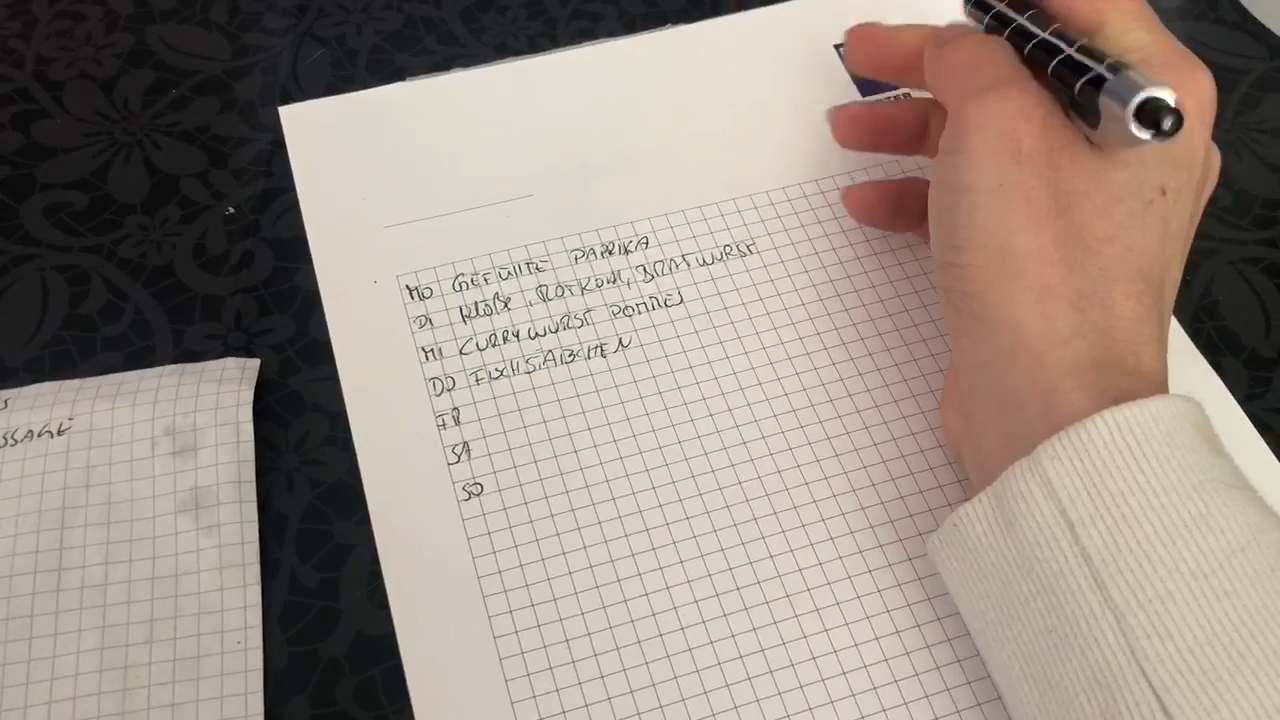 MO GEFÜLLTE PAPRIKA
DI KLÖßE, ROTKOHL, BRATWURST
MI CURRYWURST POMMES
DO FISCHSTÄBCHEN
FR
SA
SO